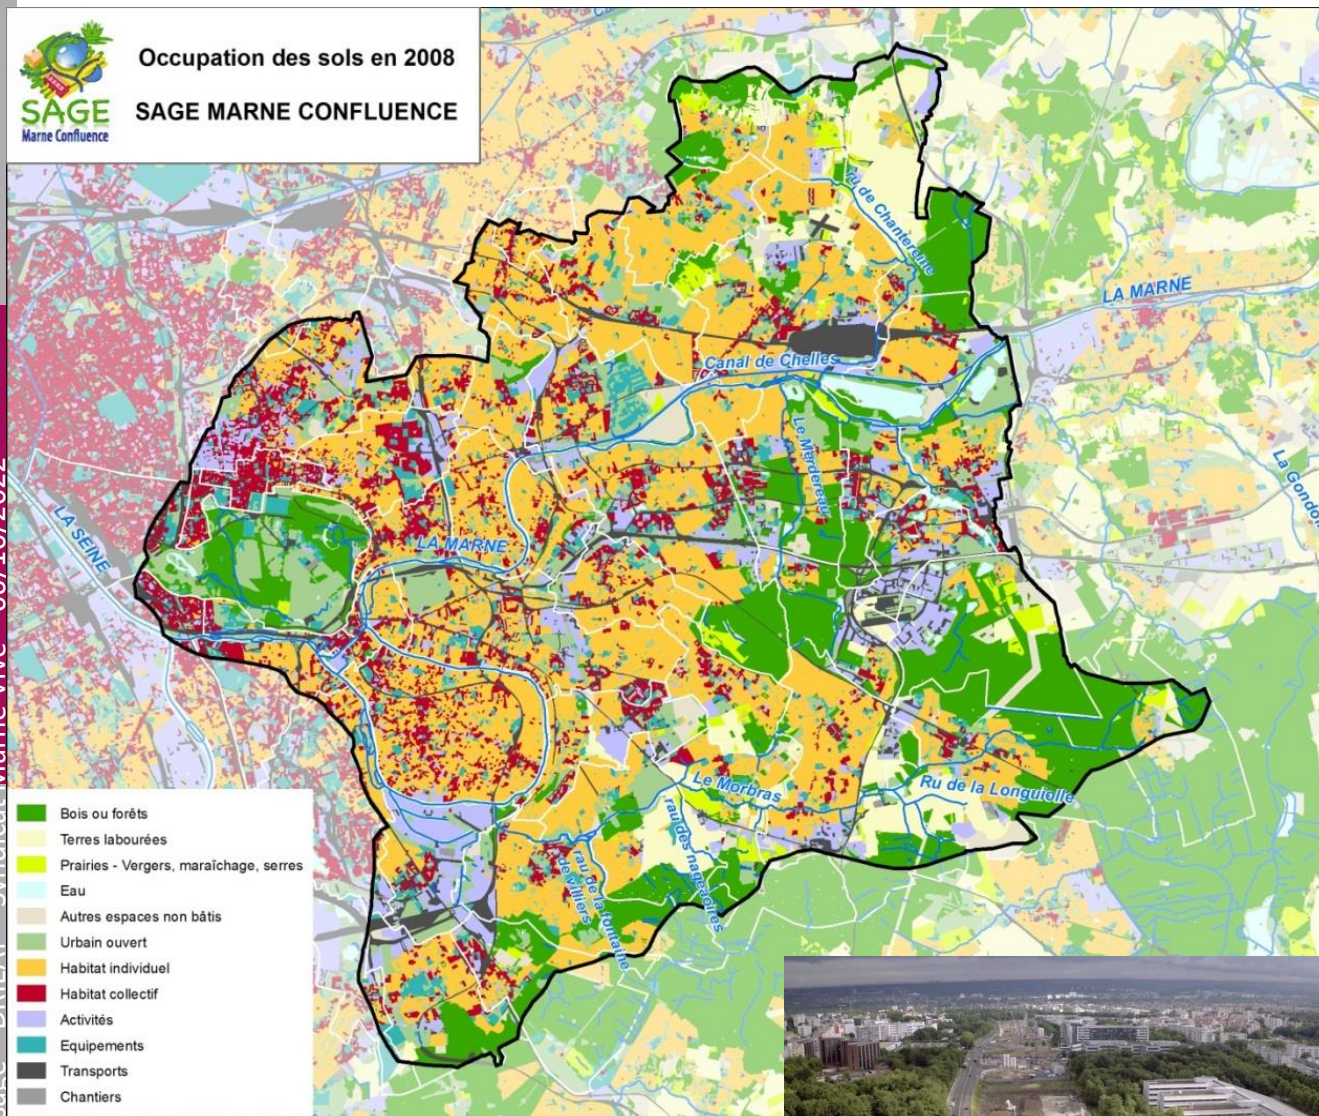 Occupation des sols en 2008
SAGE MARNE CONFLUENCE
SAGE
Marne Confluence
ru de Chantereine
LA MARNE
Canal de Chelles
Le Merdereau
La Gondoire
LA SEINE
LA MARNE
Le Morbras
Ru de la Longuiolle
rau des nageoires
rau de la fontaine
de villiers
Bois ou forêts
Terres labourées
Prairies - Vergers, maraîchage, serres
Eau
Autres espaces non bâtis
Urbain ouvert
Habitat individuel
Habitat collectif
Activités
Equipements
Transports
Chantiers